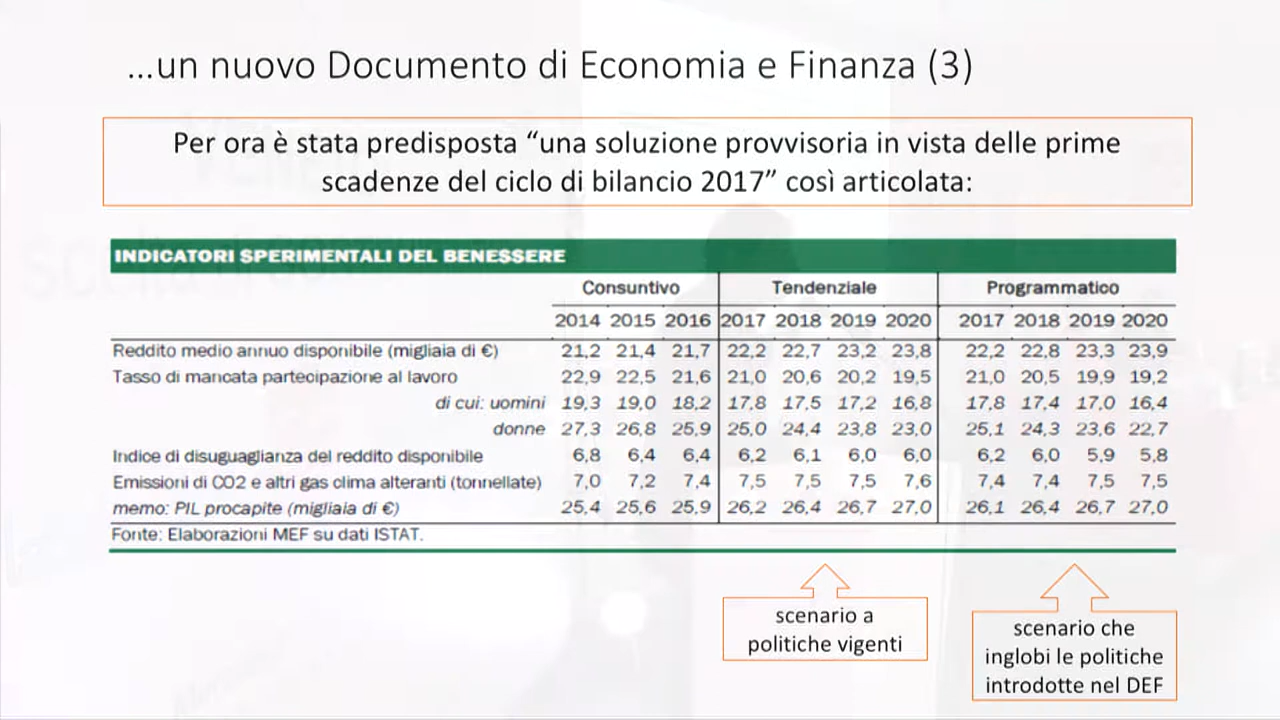 ...un nuovo Documento di Economia e Finanza (3)
Per ora è stata predisposta “una soluzione provvisoria in vista delle prime
scadenze del ciclo di bilancio 2017” così articolata:
INDICATORI SPERIMENTALI DEL BENESSERE
Consuntivo Tendenziale Programmatico
2014 2015 2016 2017 2018 2019 2020 2017 2018 2019 2020
Reddito medio annuo disponibile (migliaia di €) 21,2 21,4 21,7 22,2 22,7 23,2 23,8 22,2 22,8 23,3 23,9
Tasso di mancata partecipazione al lavoro 22,9 22,5 21,6 21,0 20,6 20,2 19,5 21,0 20,5 19,9 19,2
di cui: uomini 19,3 19,0 18,2 17,8 17,5 17,2 16,8 17,8 17,4 17,0 16,4
donne 27,3 26,8 25,9 25,0 24,4 23,8 23,0 25,1 24,3 23,6 22,7
Indice di disuguaglianza del reddito disponibile 6,8 6,4 6,4 6,2 6,1 6,0 6,0 6,2 6,0 5,9 5,8
Emissioni di CO2 e altri gas clima alteranti (tonnellate) 7,0 7,2 7,4 7,5 7,5 7,5 7,6 7,4 7,4 7,5 7,5
memo: PIL procapite (migliaia di €) 25,4 25,6 25,9 26,2 26,4 26,7 27,0 26,1 26,4 26,7 27,0
Fonte: Elaborazioni MEF su dati ISTAT.
scenario a
politiche vigenti
scenario che
inglobi le politiche
introdotte nel DEF